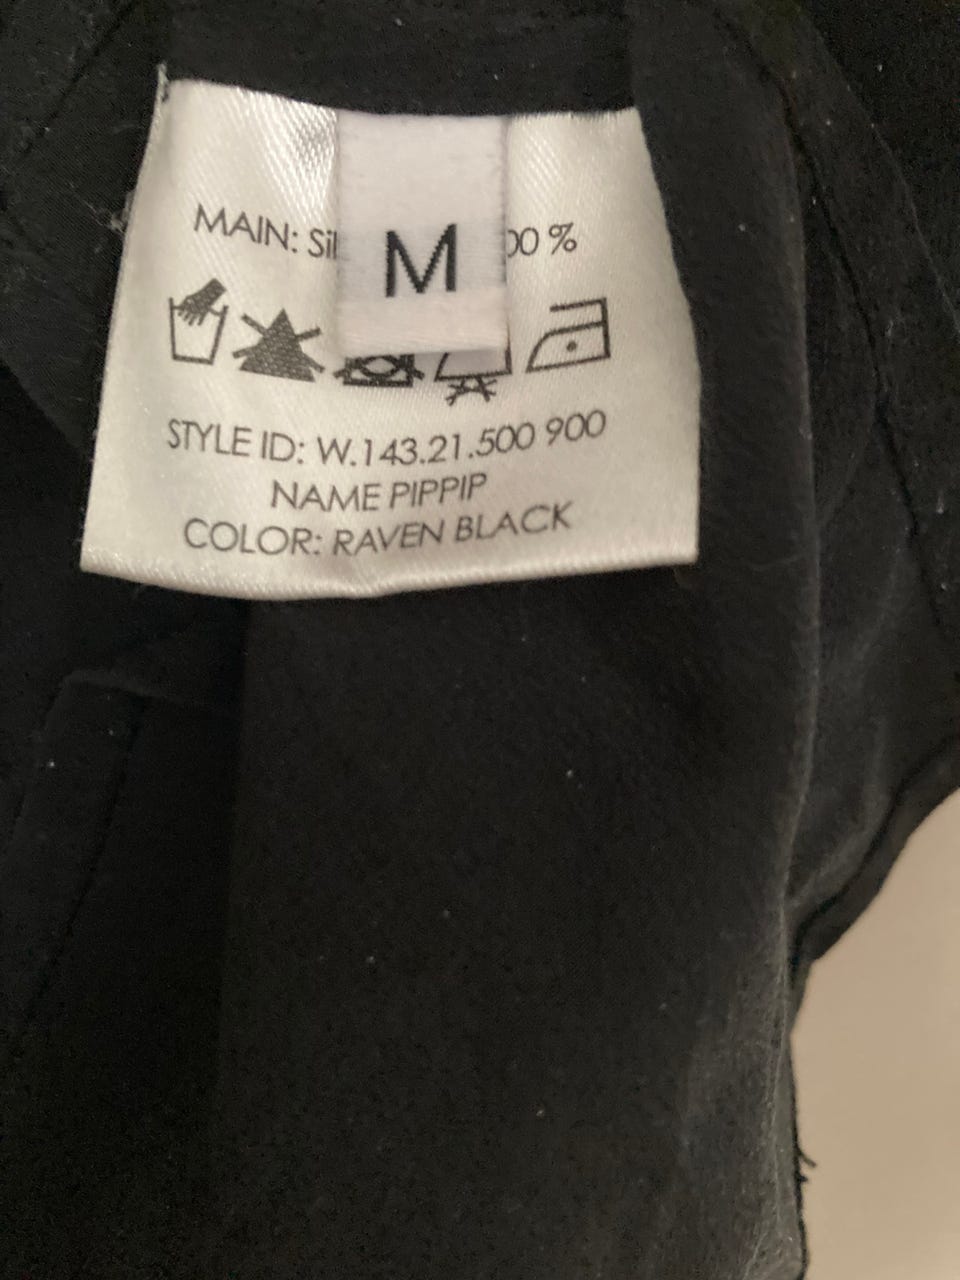 MAIN: Sil 00 %
M
STYLE ID: W.143.21.500 900
NAME PIPPIP
COLOR: RAVEN BLACK